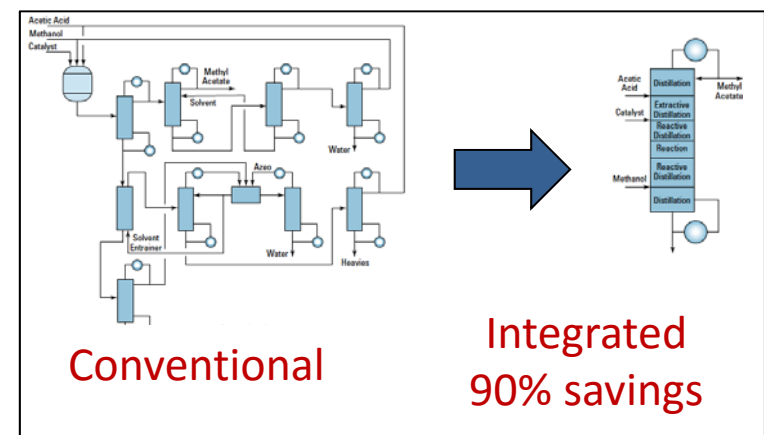 Acetic Acid
Methanol
Catalyst
Methyl
Acetate
Solvent
Water
Azeo
Solvent
Entrainer
Water
Heavies
Acetic
Acid
Catalyst
Methanol
Distillation
Extractive
Distillation
Reactive
Distillation
Reaction
Reactive
Distillation
Distillation
Methyl
Acetate
Conventional
Integrated
90% savings